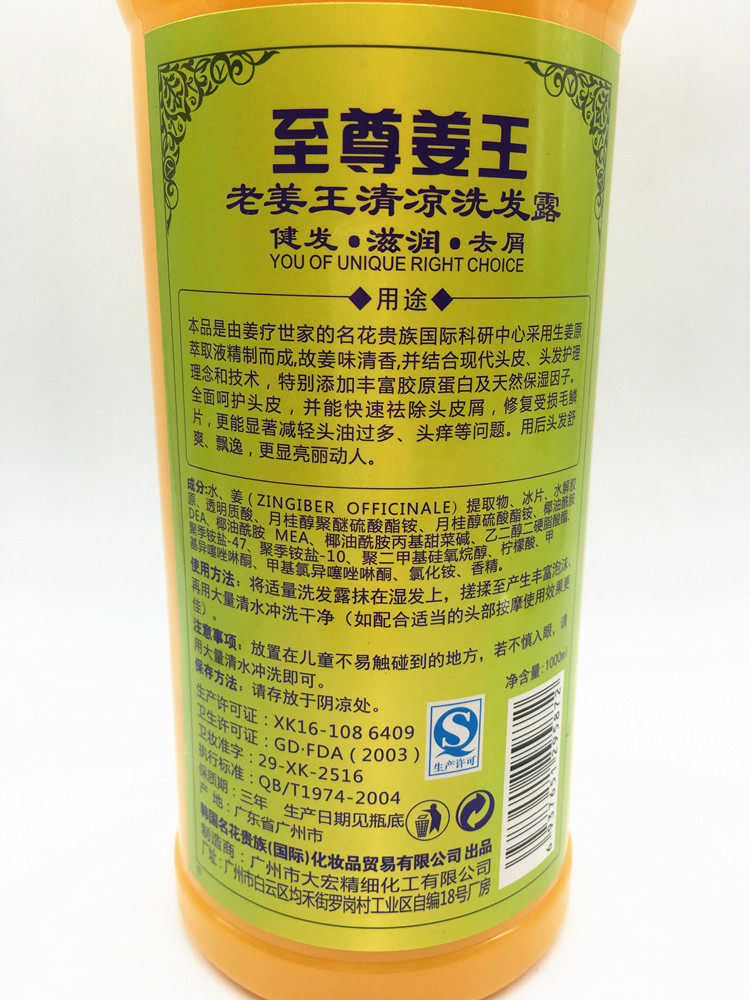 至尊姜王
老姜王清凉洗发露
健发·滋润·去屑
YOU OF UNIQUE RIGHT CHOICE
用途
本品是由姜疗世家的名花贵族国际科研中心采用生姜原
萃取液精制而成,故姜味清香,并结合现代头皮、头发护理
理念和技术，特别添加丰富胶原蛋白及天然保湿因子。
全面呵护头皮，并能快速祛除头皮屑，修复受损毛鳞
片，更能显著减轻头油过多、头痒等问题。用后头发舒
爽、飘逸，更显亮丽动人。
成分:水、姜(ZINGIBER OFFICINALE)提取物、冰片、水解胶
原、透明质酸、月桂醇聚醚硫酸酯铵、月桂醇硫酸酯铵、椰油酰胺
DEA、椰油酰胺 MEA、椰油酰胺丙基甜菜碱、乙二醇二硬脂酸酯、
聚季铵盐-47、聚季铵盐-10、聚二甲基硅氧烷醇、柠檬酸、甲
基异噻唑啉酮、甲基氯异噻唑啉酮、氯化铵、香精。
使用方法：将适量洗发露抹在湿发上，搓揉至产生丰富泡沫，
再用大量清水冲洗干净（如配合适当的头部按摩使用效果更
佳）。
注意事项：放置在儿童不易触碰到的地方，若不慎入眼，请
用大量清水冲洗即可。
保存方法：请存放于阴凉处。
净含量:1000ml
生产许可证：XK16-108 6409
卫生许可证：GD·FDA（2003）
卫妆准字：29-XK-2516
执行标准：QB/T1974-2004
保质期：三年 生产日期见瓶底
产 地：广东省广州市
韩国名花贵族(国际)化妆品贸易有限公司 出品
制造商：广州市大宏精细化工有限公司
厂址：广州市白云区均禾街罗岗村工业区自编18号厂房
生产许可
6 937651 295872